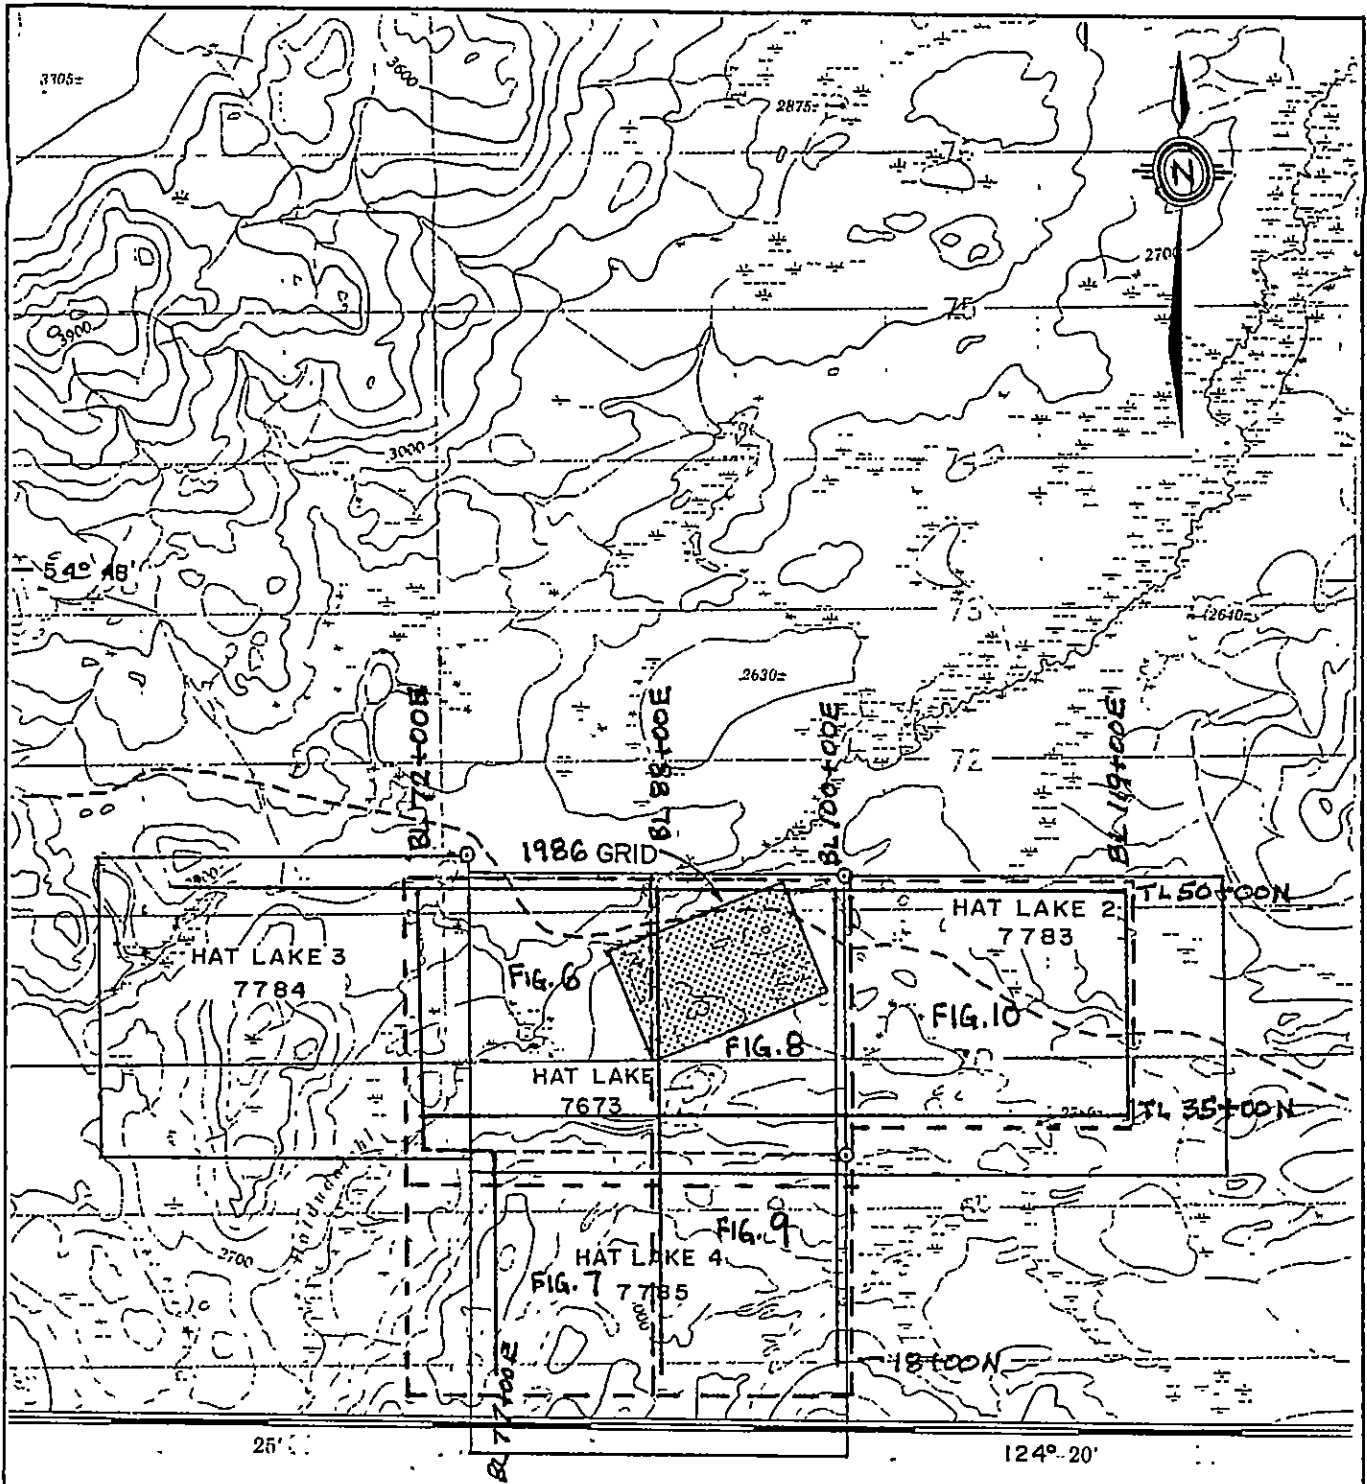 3305±
3600
2875±
7
N
2700
75
3900
3000
54° 48'
73
2640±
2630±
BL 72+00E
BL 88+00E
BL 100+00E
BL 119+00E
72
1986 GRID
TL 50+00N
HAT LAKE 2
7783
HAT LAKE 3
7784
FIG. 6
FIG. 10
FIG. 8
HAT LAKE
7673
TL 35+00N
FIG. 9
2700
HAT LAKE 4
FIG. 7
7785
18+00N
BL 77+00E
25'
124° 20'